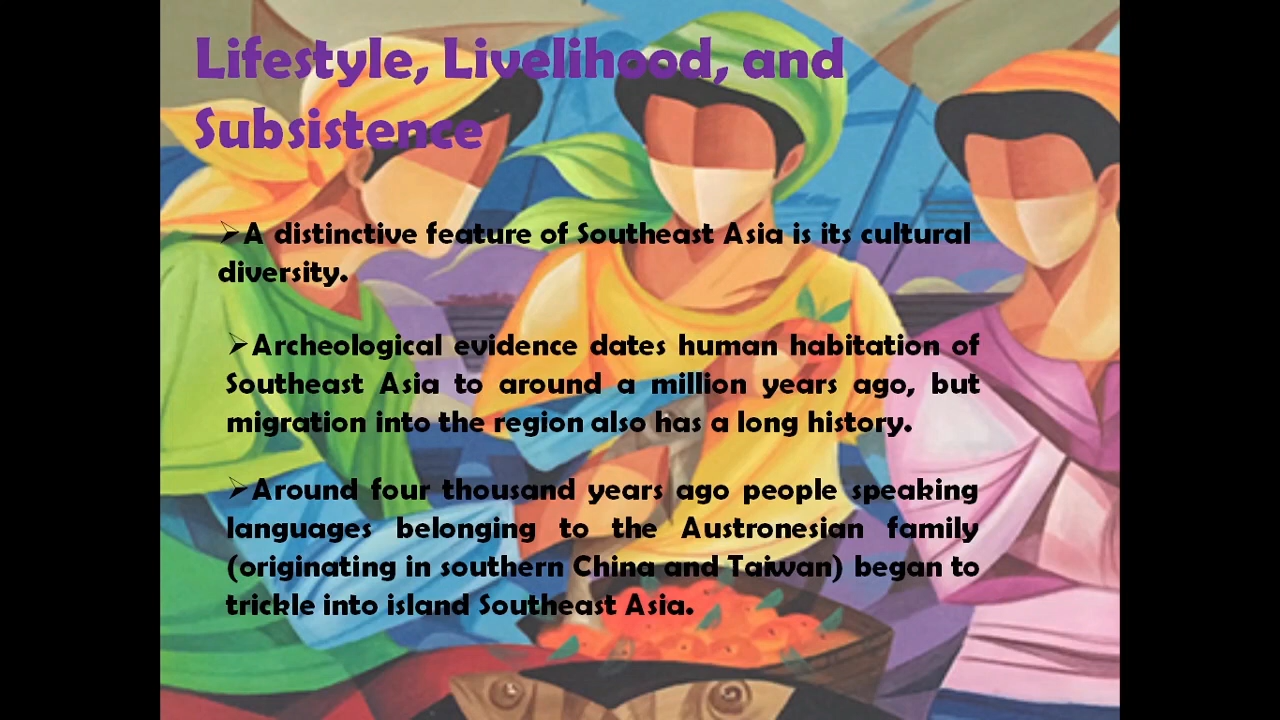 Lifestyle, Livelihood, and
Subsistence
➢A distinctive feature of Southeast Asia is its cultural
diversity.
➢Archeological evidence dates human habitation of
Southeast Asia to around a million years ago, but
migration into the region also has a long history.
➢Around four thousand years ago people speaking
languages belonging to the Austronesian family
(originating in southern China and Taiwan) began to
trickle into island Southeast Asia.